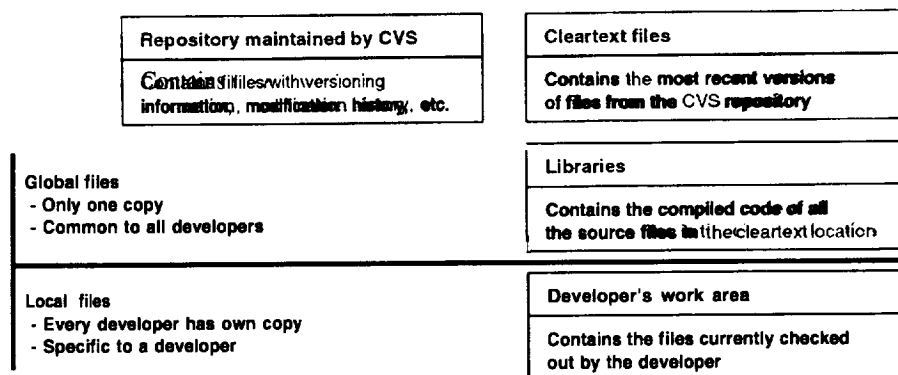 Repository maintained by CVS
Contains files with versioning
information, modification history, etc.
Cleartext files
Contains the most recent versions
of files from the CVS repository
Global files
- Only one copy
- Common to all developers
Libraries
Contains the compiled code of all
the source files in the cleartext location
Local files
- Every developer has own copy
- Specific to a developer
Developer's work area
Contains the files currently checked
out by the developer